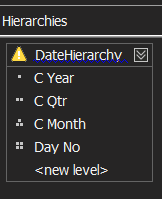 Hierarchies
DateHierarchy
C Year
C Qtr
C Month
Day No
<new level>